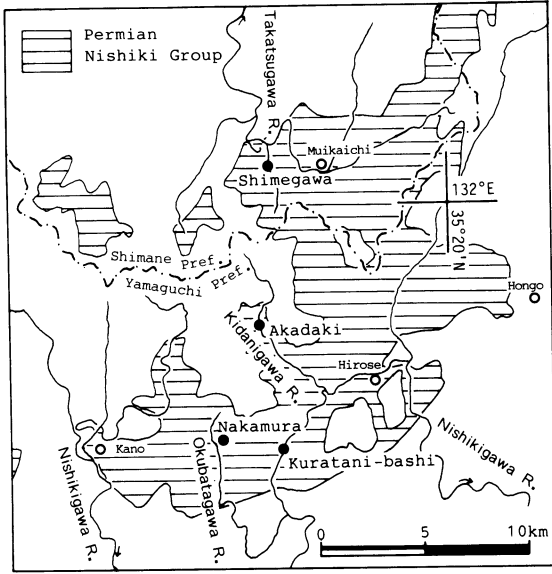 Permian
Nishiki Group
Takatsugawa R.
Muikaichi
Shimegawa
132°E
35°20'N
Shimane Pref.
Yamaguchi Pref.
Hongo
Akadaki
Kidanigawa R.
Hirose
Nakamura
Kano
Kuratani-bashi
Nishikigawa R.
Nishikigawa R.
Okubatagawa R.
0 5 10km